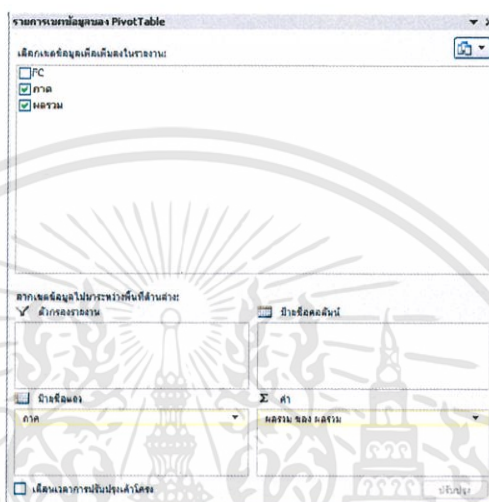 รายการเขตข้อมูลของ PivotTable
เลือกเขตข้อมูลเพื่อเพิ่มลงในรายงาน:
ภาค
ผลรวม
ลากเขตข้อมูลไปมาระหว่างพื้นที่ด้านล่าง:
ตัวกรองรายงาน
ป้ายชื่อคอลัมน์
ป้ายชื่อแถว
Σ ค่า
ภาค
ผลรวม ของ ผลรวม
เลื่อนเวลาการปรับปรุงเค้าโครง
ปรับปรุง